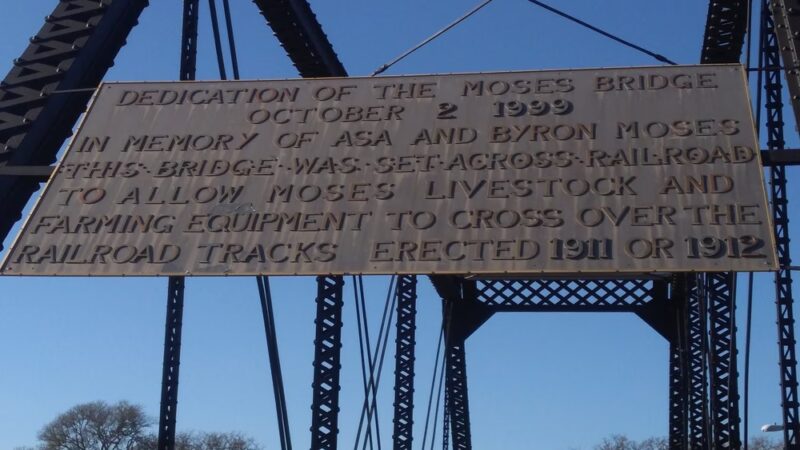 DEDICATION OF THE MOSES BRIDGE
OCTOBER 2 1999
IN MEMORY OF ASA AND BYRON MOSES
THIS BRIDGE WAS SET ACROSS RAILROAD
TO ALLOW MOSES LIVESTOCK AND
FARMING EQUIPMENT TO CROSS OVER THE
RAILROAD TRACKS ERECTED 1911 OR 1912